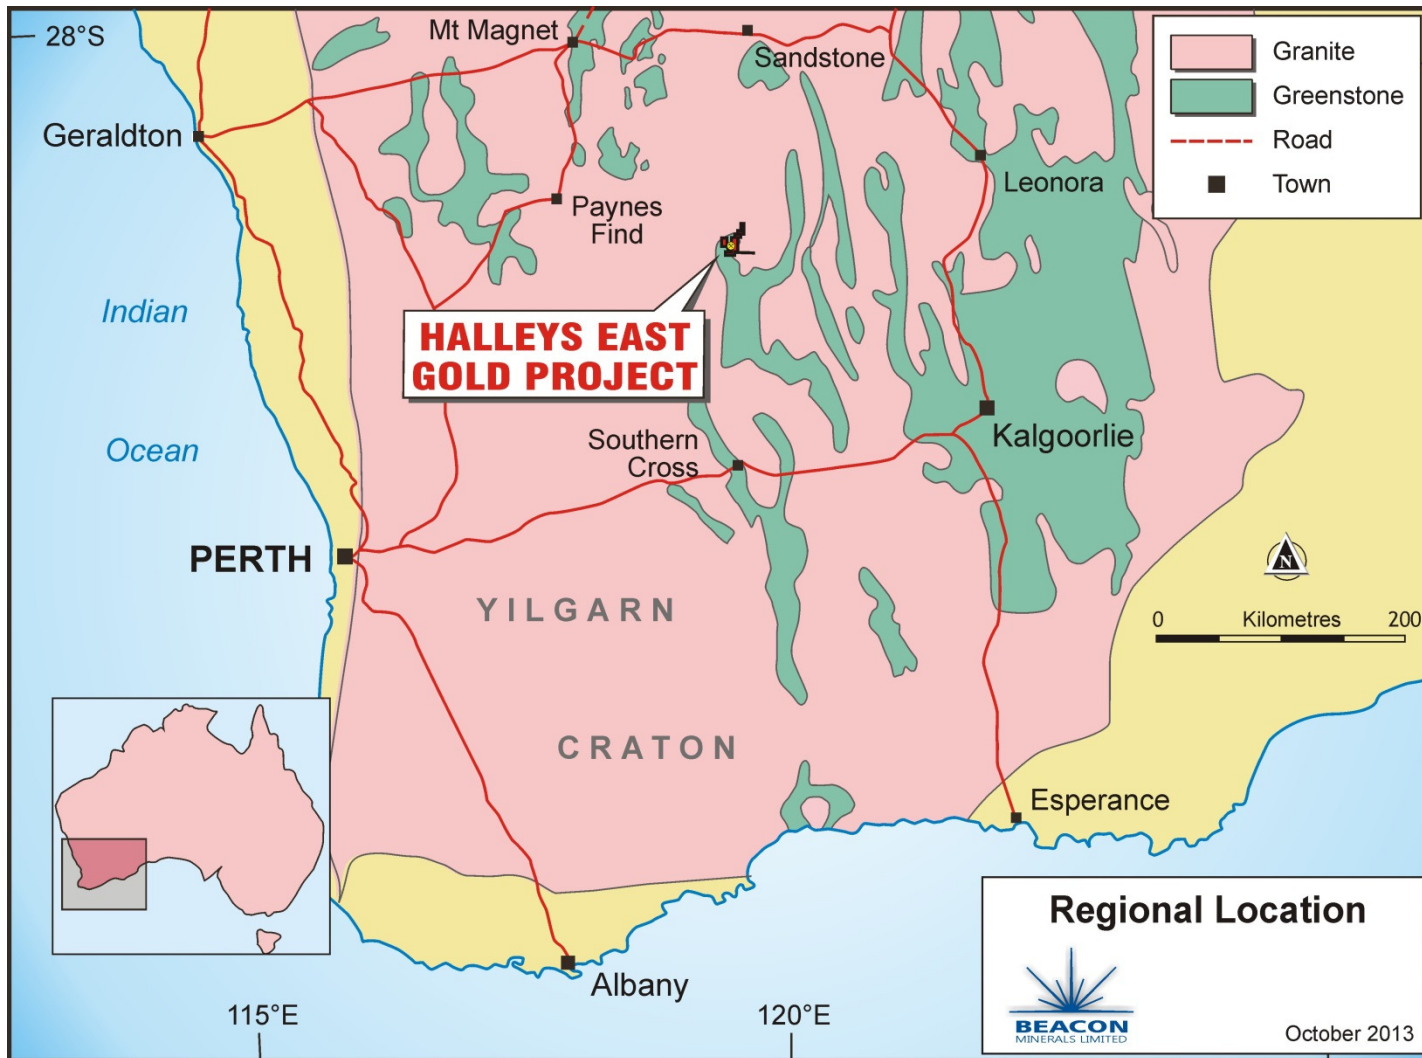 28°S
Mt Magnet
Sandstone
Granite
Greenstone
Road
Town
Geraldton
Leonora
Paynes
Find
Indian
Ocean
HALLEYS EAST
GOLD PROJECT
Southern
Cross
Kalgoorlie
PERTH
N
YILGARN
0 Kilometres 200
CRATON
Esperance
Albany
115°E
120°E
Regional Location
BEACON
MINERALS LIMITED
October 2013